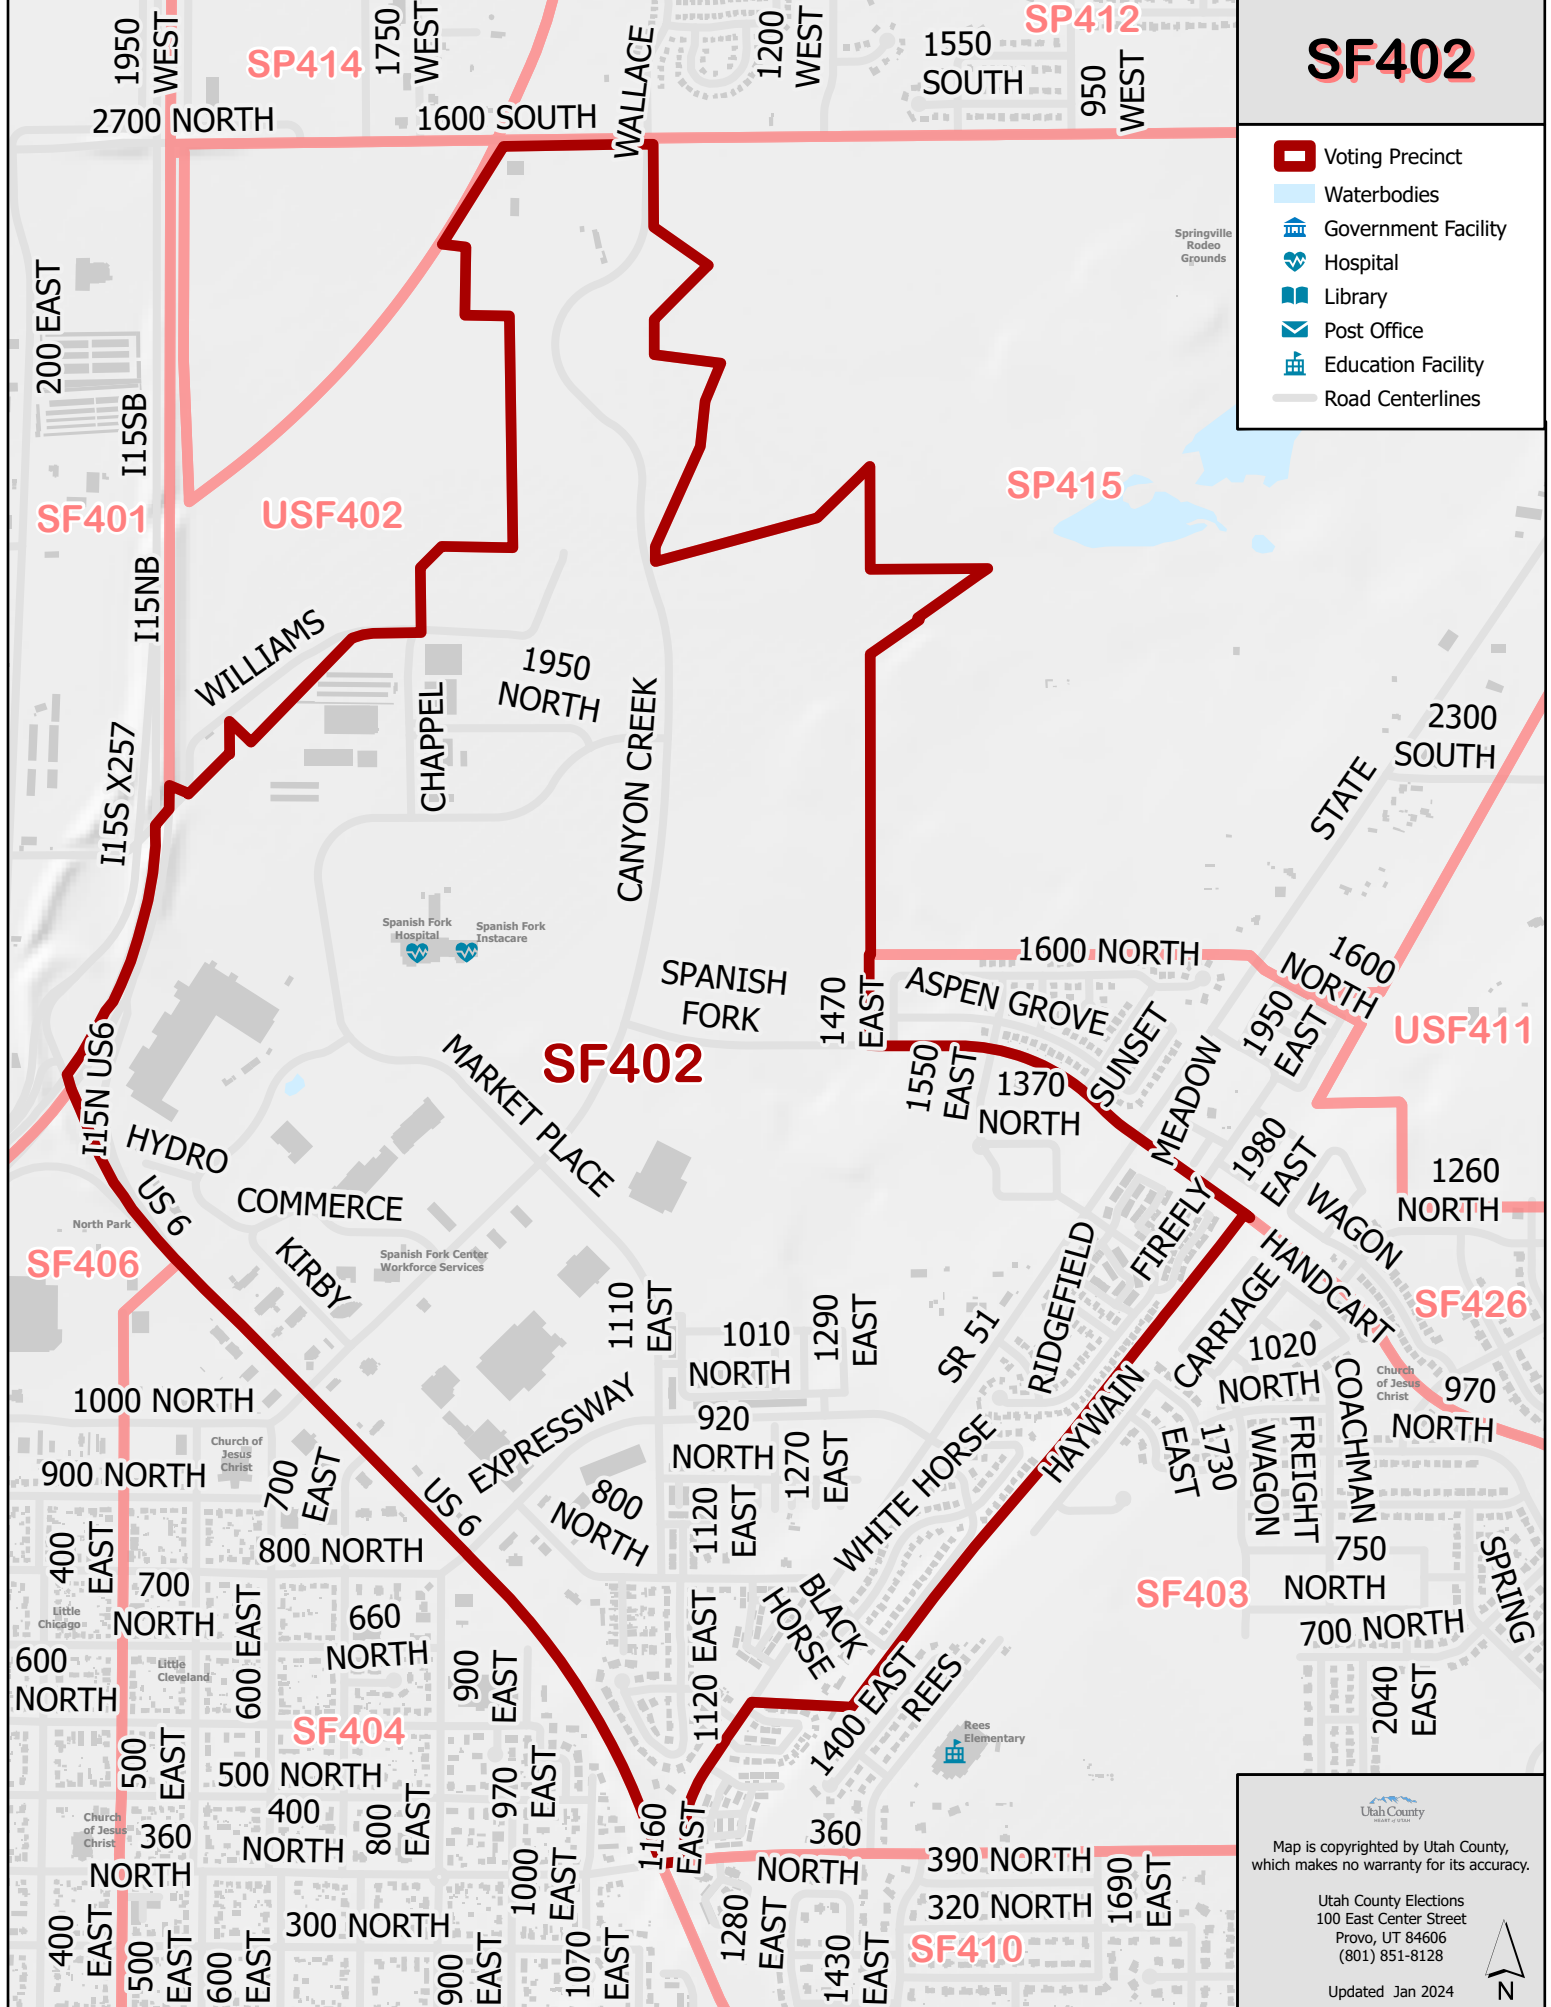 SF402
Voting Precinct
Waterbodies
Government Facility
Hospital
Library
Post Office
Education Facility
Road Centerlines
1950
WEST
SP414
1750
WEST
WALLACE
1200
WEST
1550
SOUTH
SP412
950
WEST
2700 NORTH
1600 SOUTH
Springville
Rodeo
Grounds
200 EAST
I15SB
SF401
USF402
SP415
I15NB
WILLIAMS
1950
NORTH
CHAPPEL
CANYON CREEK
I15S X257
2300
SOUTH
STATE
Spanish Fork
Hospital
Spanish Fork
Instacare
SPANISH
FORK
1470
EAST
1600 NORTH
ASPEN GROVE
SUNSET
1600
NORTH
1950
EAST
USF411
I15N US6
SF402
MARKET PLACE
1550
EAST
1370
NORTH
MEADOW
1980
EAST
WAGON
1260
NORTH
HYDRO
US 6
COMMERCE
North Park
SF406
KIRBY
Spanish Fork Center
Workforce Services
1110
EAST
1010
NORTH
1290
EAST
SR 51
RIDGEFIELD
FIREFLY
HANDCART
CARRIAGE
SF426
1020
NORTH
COACHMAN
Church
of Jesus
Christ
970
NORTH
1000 NORTH
Church of
Jesus
Christ
900 NORTH
700
EAST
EXPRESSWAY
US 6
920
NORTH
1270
EAST
HAYWAIN
WHITE HORSE
1730
EAST
WAGON
FREIGHT
800
NORTH
1120
EAST
400
EAST
800 NORTH
750
NORTH
SPRING
700
NORTH
Little
Chicago
600 EAST
660
NORTH
BLACK
HORSE
SF403
700 NORTH
600
NORTH
Little
Cleveland
900
EAST
1120 EAST
1400 EAST
REES
2040
EAST
SF404
500
EAST
500 NORTH
970
EAST
Rees
Elementary
Church
of Jesus
Christ
360
NORTH
400
NORTH
800
EAST
1160
EAST
360
NORTH
390 NORTH
1000
EAST
320 NORTH
1690
EAST
400
EAST
500
EAST
600
EAST
300 NORTH
900
EAST
1070
EAST
1280
EAST
1430
EAST
SF410
Utah County
HEART of UTAH
Map is copyrighted by Utah County,
which makes no warranty for its accuracy.
Utah County Elections
100 East Center Street
Provo, UT 84606
(801) 851-8128
Updated Jan 2024
N